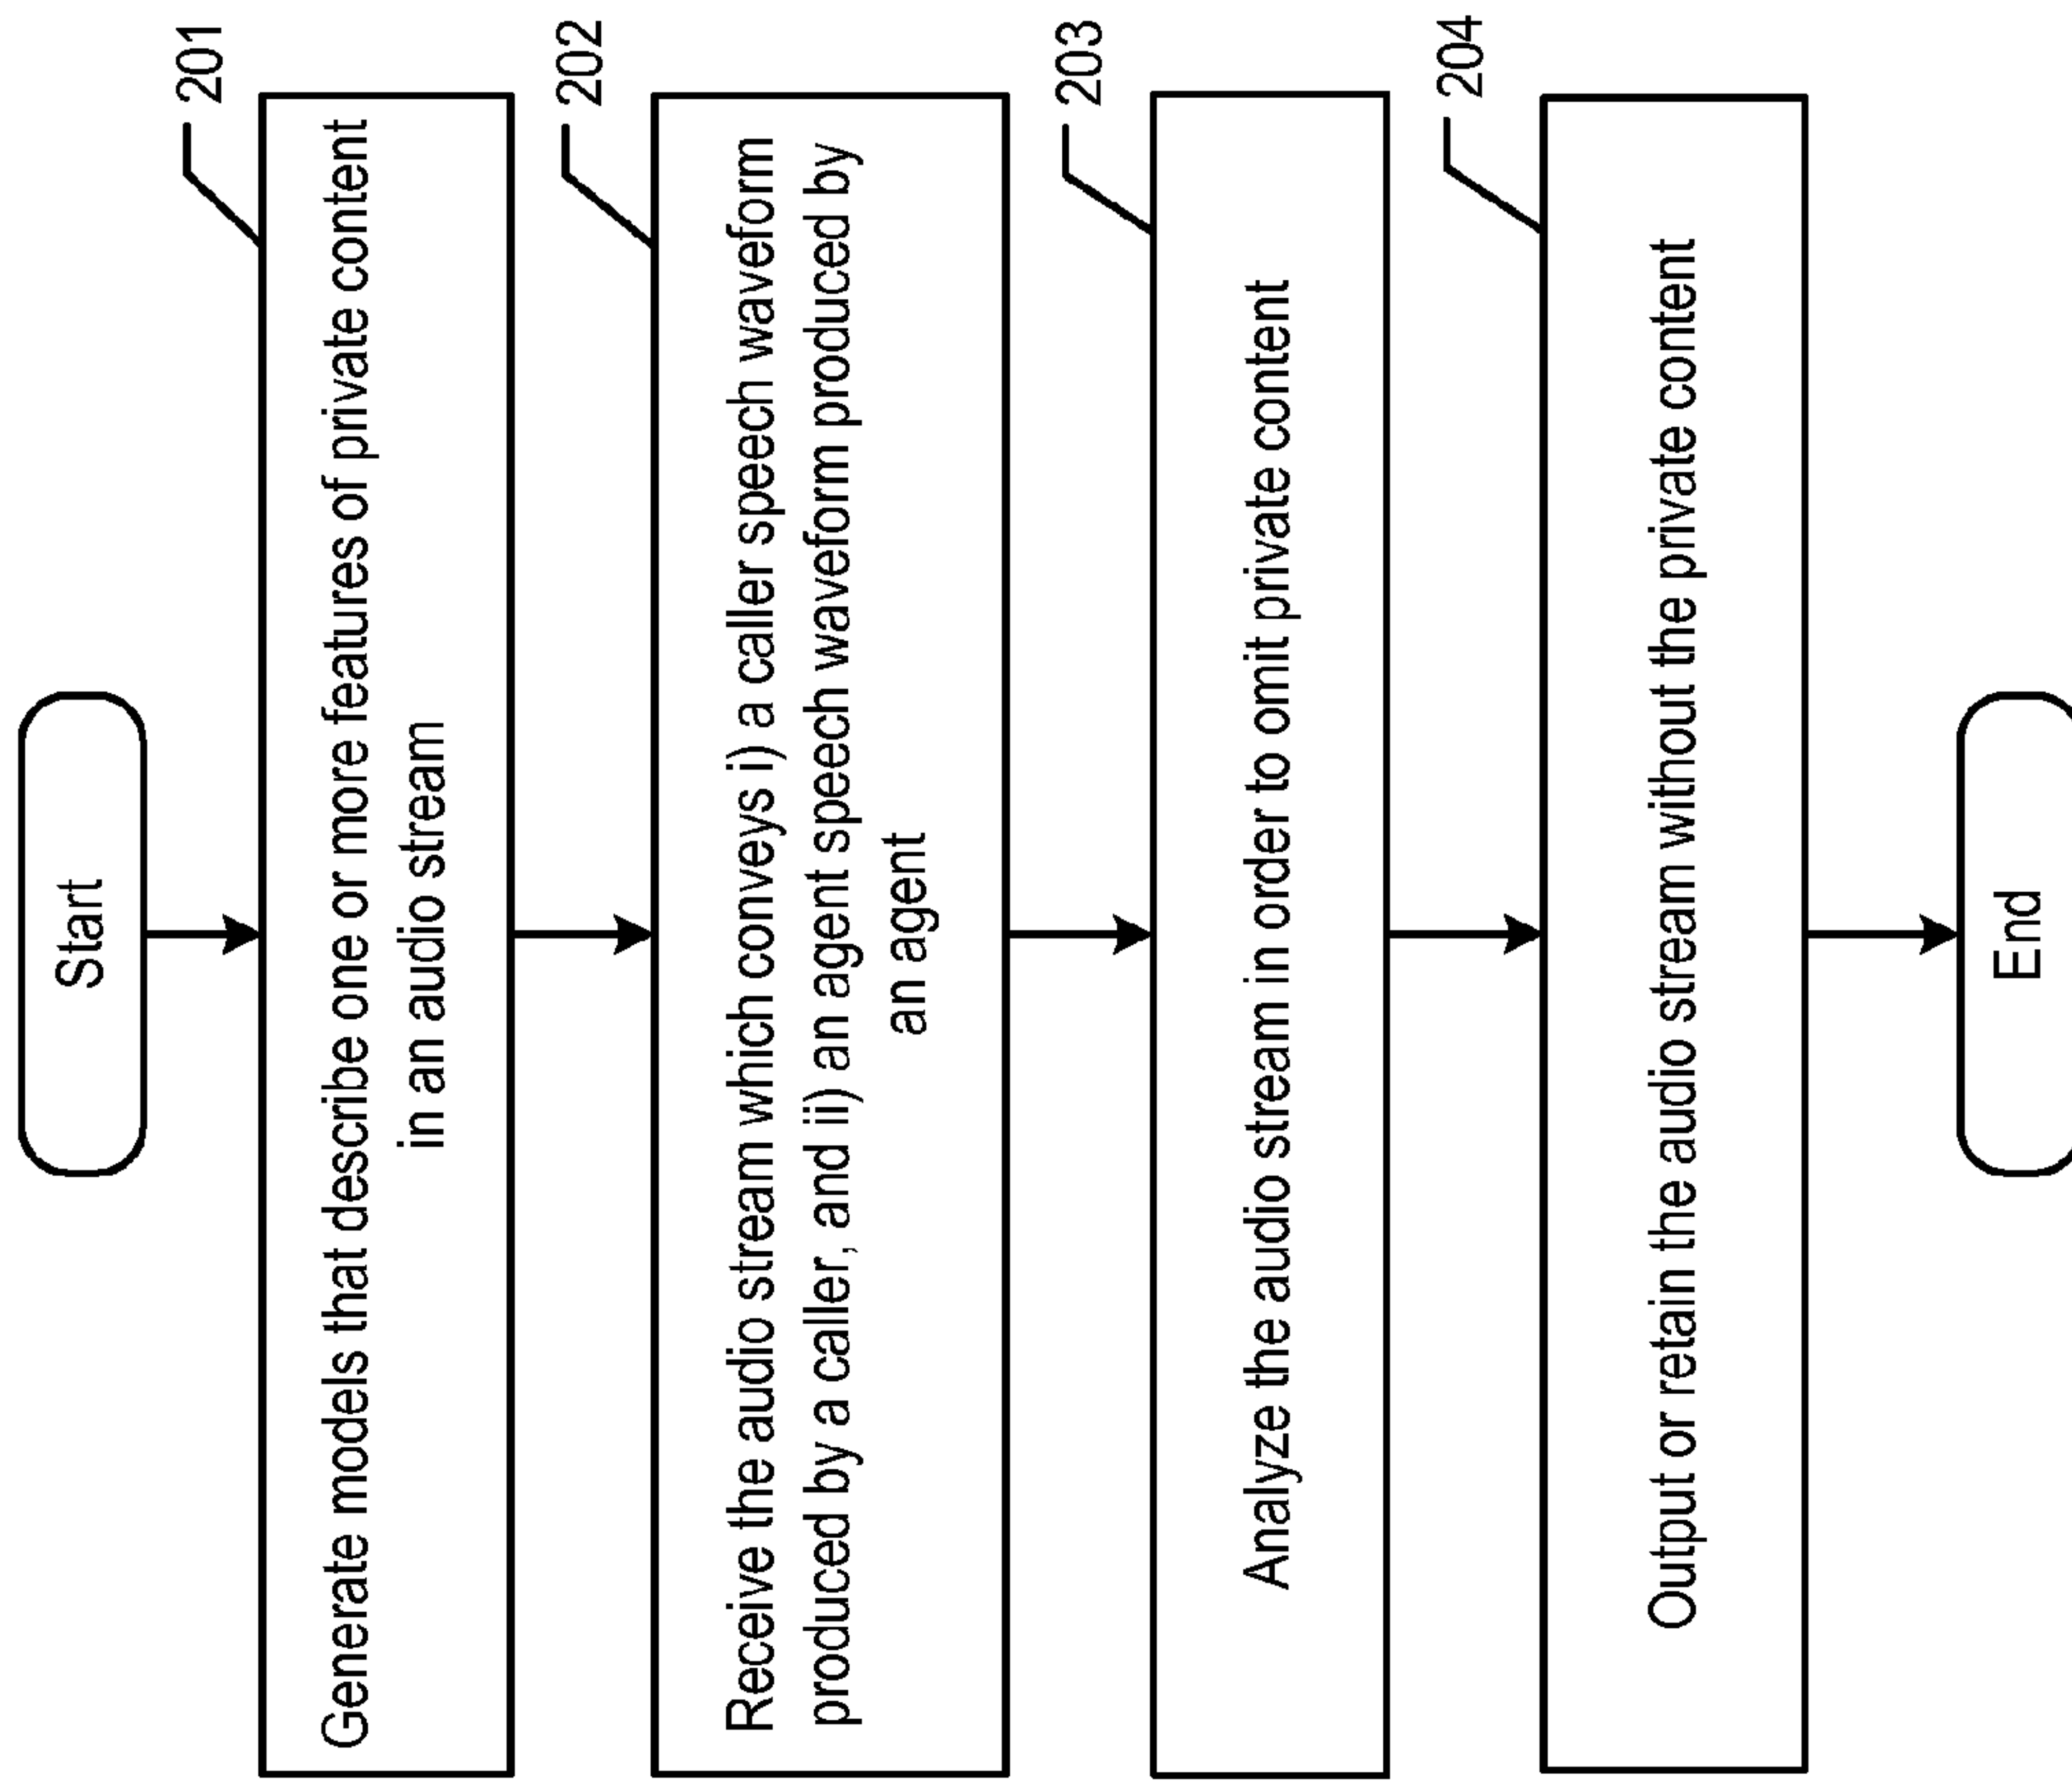 Start
201
Generate models that describe one or more features of private content
in an audio stream
202
Receive the audio stream which conveys i) a caller speech waveform
produced by a caller, and ii) an agent speech waveform produced by
an agent
203
Analyze the audio stream in order to omit private content
204
Output or retain the audio stream without the private content
End